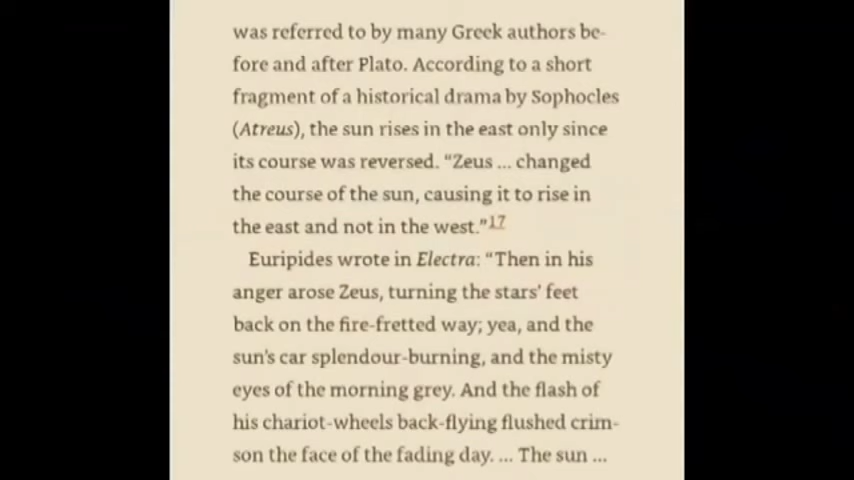 was referred to by many Greek authors be-
fore and after Plato. According to a short
fragment of a historical drama by Sophocles
(Atreus), the sun rises in the east only since
its course was reversed. “Zeus ... changed
the course of the sun, causing it to rise in
the east and not in the west.”17
Euripides wrote in Electra: “Then in his
anger arose Zeus, turning the stars’ feet
back on the fire-fretted way; yea, and the
sun’s car splendour-burning, and the misty
eyes of the morning grey. And the flash of
his chariot-wheels back-flying flushed crim-
son the face of the fading day. ... The sun ...